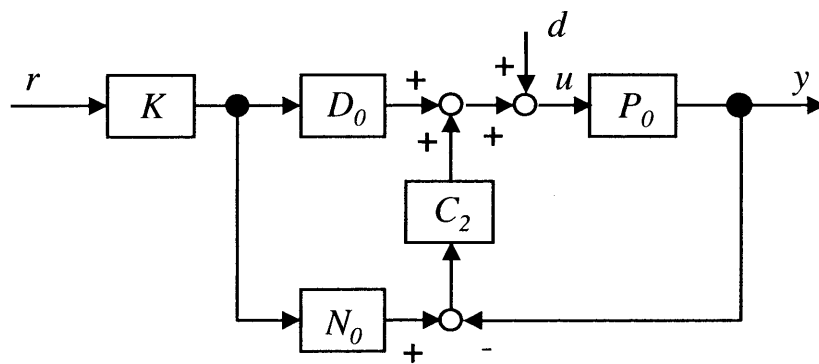 d
r
K
D₀
+
+
+
+
u
P₀
y
C₂
N₀
+
-